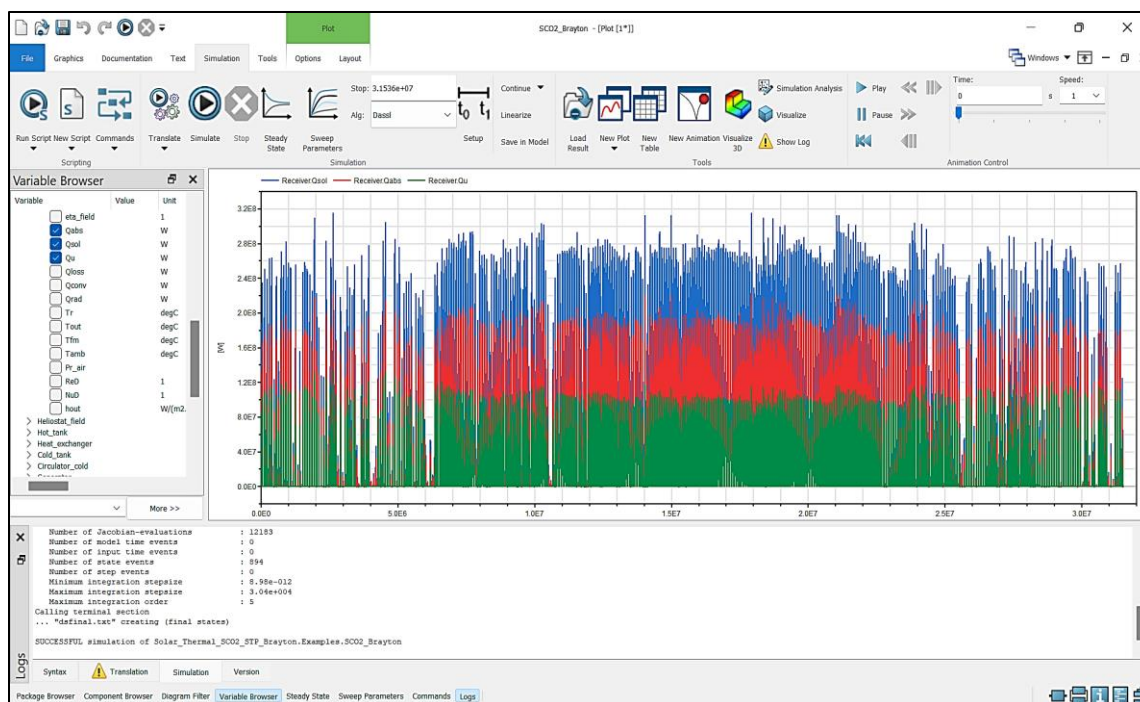 Plot
SCO2_Brayton - [Plot [1*]]
File Graphics Documentation Text Simulation Tools Options Layout Windows
Stop: 3.1536e+07
Alg: Dassl
Continue
Linearize
Save in Model
Simulation Analysis
Visualize
Show Log
Play
Pause
Time:
0 s
Speed:
1
Run Script New Script Commands Translate Simulate Stop Steady State Sweep Parameters Setup Load Result New Plot New Table New Animation Visualize 3D
t0 t1
Scripting Simulation Tools Animation Control
Variable Browser
Variable Value Unit
eta_field 1
Qabs W
Qsol W
Qu W
Qloss W
Qconv W
Qrad W
Tr degC
Tout degC
Tfm degC
Tamb degC
Pr_air
ReD 1
NuD 1
hout W/(m2.
Heliostat_field
Hot_tank
Heat_exchanger
Cold_tank
Circulator_cold
More >>
Receiver.Qsol Receiver.Qabs Receiver.Qu
3.2E8
2.8E8
2.4E8
2.0E8
1.6E8
1.2E8
8.0E7
4.0E7
0.0E0
[W]
0.0E0 5.0E6 1.0E7 1.5E7 2.0E7 2.5E7 3.0E7
Number of Jacobian-evaluations : 12183
Number of model time events : 0
Number of input time events : 0
Number of state events : 894
Number of step events : 0
Minimum integration stepsize : 8.98e-012
Maximum integration stepsize : 3.04e+004
Maximum integration order : 5
Calling terminal section
... "dsfinal.txt" creating (final states)
SUCCESSFUL simulation of Solar_Thermal_SCO2_STP_Brayton.Examples.SCO2_Brayton
Logs
Syntax Translation Simulation Version
Package Browser Component Browser Diagram Filter Variable Browser Steady State Sweep Parameters Commands Logs